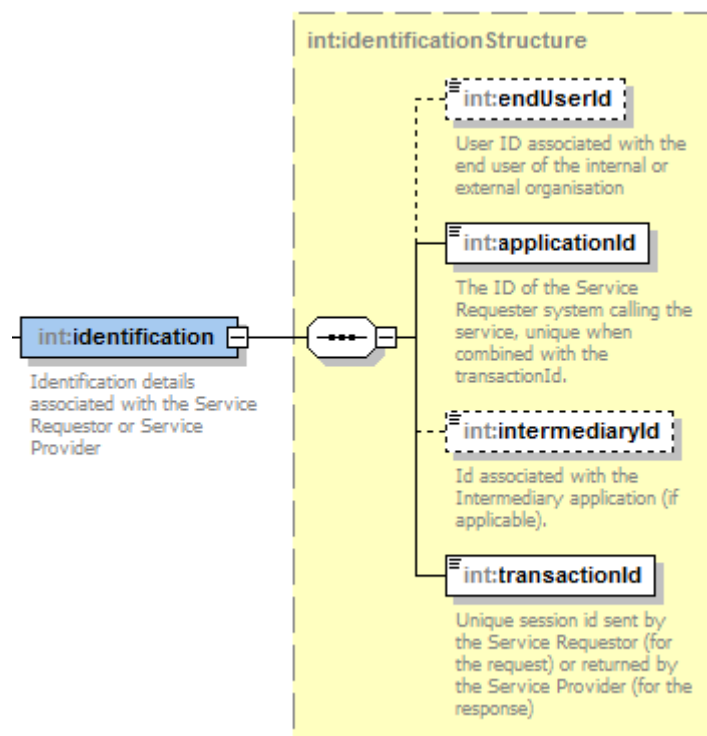 int:identificationStructure
int:endUserId
User ID associated with the
end user of the internal or
external organisation
int:applicationId
The ID of the Service
Requester system calling the
service, unique when
combined with the
transactionId.
int:identification
Identification details
associated with the Service
Requestor or Service
Provider
int:intermediaryId
Id associated with the
Intermediary application (if
applicable).
int:transactionId
Unique session id sent by
the Service Requestor (for
the request) or returned by
the Service Provider (for the
response)